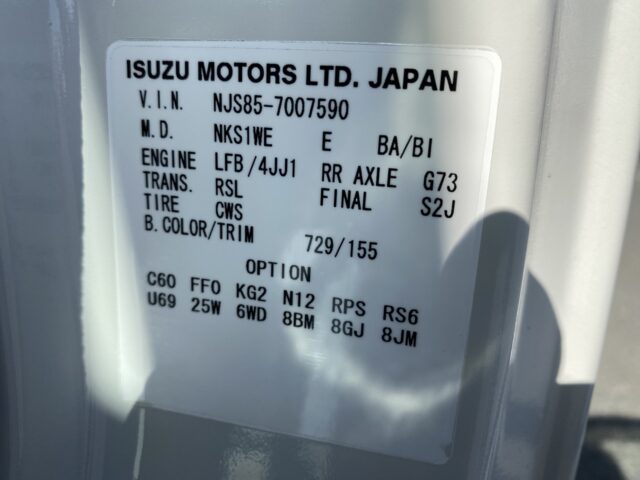 ISUZU MOTORS LTD. JAPAN
V.I.N. NJS85-7007590
M.D. NKS1WE E BA/BI
ENGINE LFB/4JJ1 RR AXLE G73
TRANS. RSL FINAL S2J
TIRE CWS
B.COLOR/TRIM 729/155
OPTION
C60 FF0 KG2 N12 RPS RS6
U69 25W 6WD 8BM 8GJ 8JM